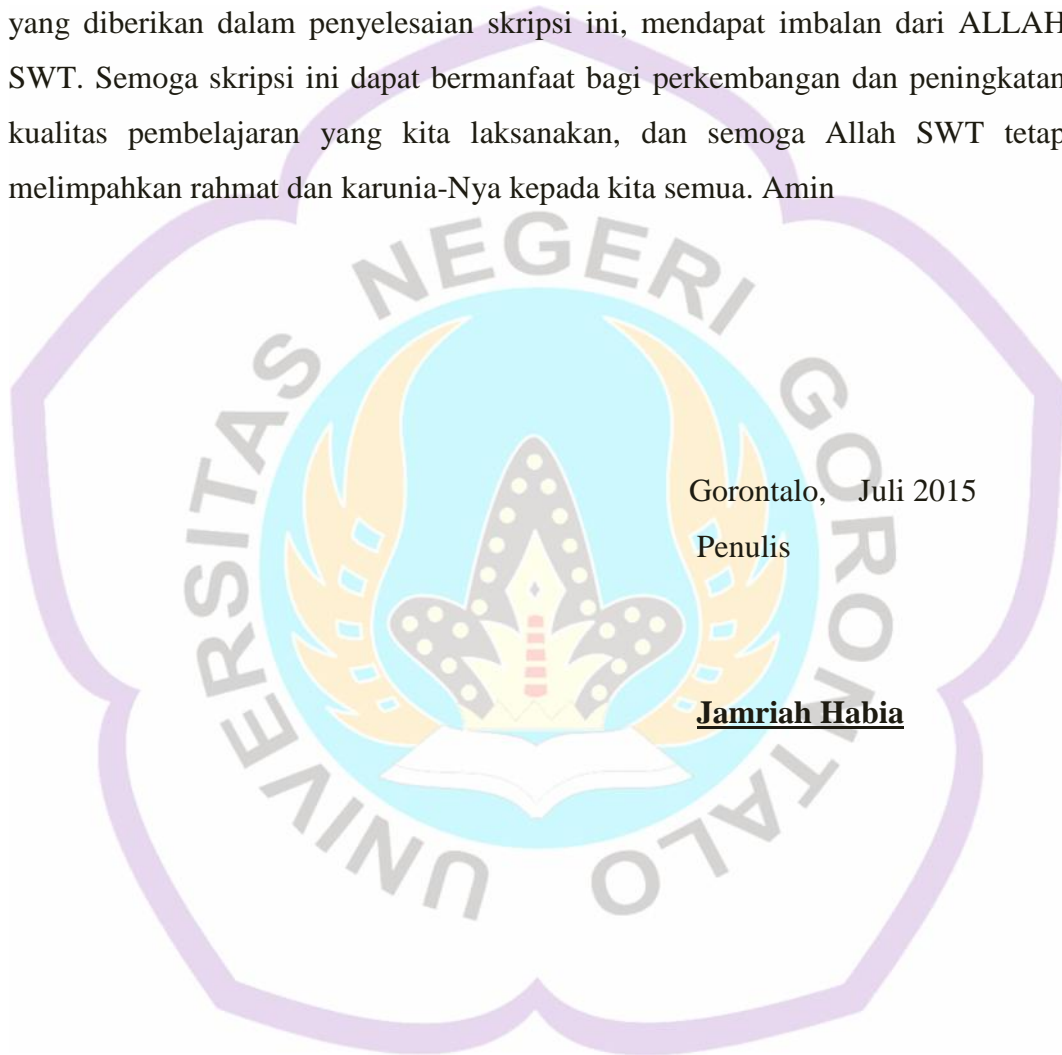 yang diberikan dalam penyelesaian skripsi ini, mendapat imbalan dari ALLAH
SWT. Semoga skripsi ini dapat bermanfaat bagi perkembangan dan peningkatan
kualitas pembelajaran yang kita laksanakan, dan semoga Allah SWT tetap
melimpahkan rahmat dan karunia-Nya kepada kita semua. Amin
UNIVERSITAS NEGERI GORONTALO
Gorontalo, Juli 2015
Penulis
Jamriah Habia